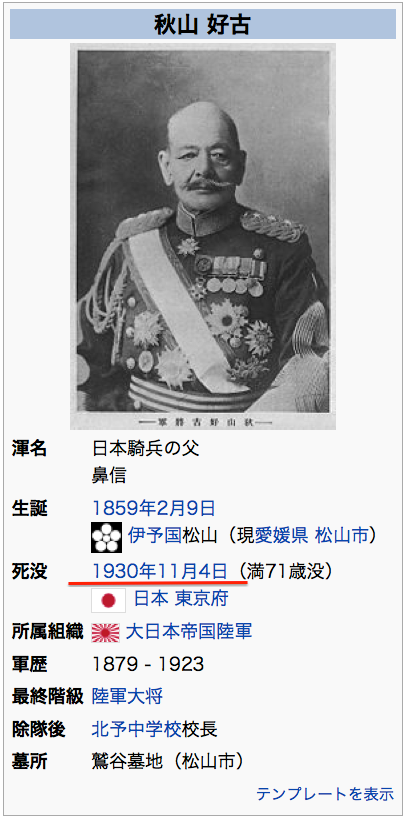 秋山 好古
軍將古好山秋
渾名 日本騎兵の父
鼻信
生誕 1859年2月9日
伊予国松山（現愛媛県 松山市）
死没 1930年11月4日（満71歳没）
日本 東京府
所属組織 大日本帝国陸軍
軍歴 1879 - 1923
最終階級 陸軍大将
除隊後 北予中学校校長
墓所 鷲谷墓地（松山市）
テンプレートを表示